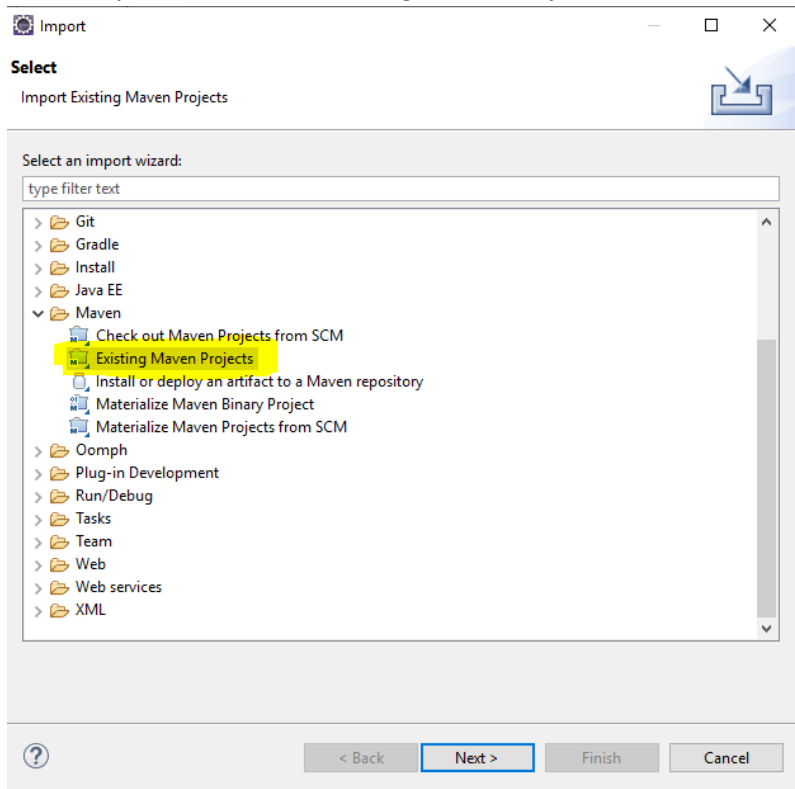 Import
Select
Import Existing Maven Projects
Select an import wizard:
type filter text
Git
Gradle
Install
Java EE
Maven
Check out Maven Projects from SCM
Existing Maven Projects
Install or deploy an artifact to a Maven repository
Materialize Maven Binary Project
Materialize Maven Projects from SCM
Oomph
Plug-in Development
Run/Debug
Tasks
Team
Web
Web services
XML
? < Back Next > Finish Cancel